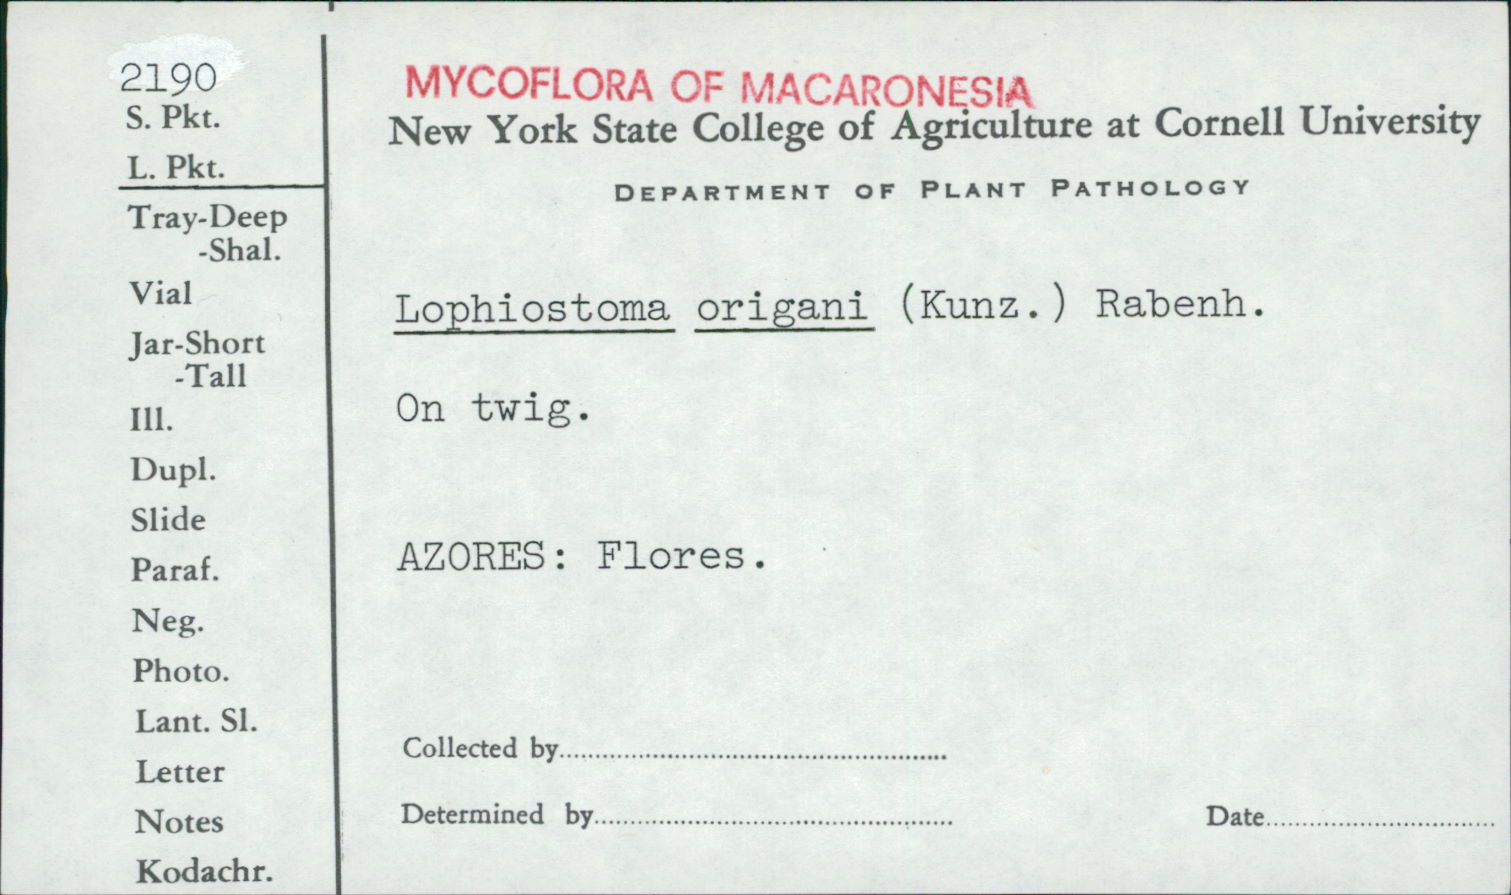 2190
S. Pkt.
L. Pkt.
Tray-Deep
-Shal.
Vial
Jar-Short
-Tall
Ill.
Dupl.
Slide
Paraf.
Neg.
Photo.
Lant. Sl.
Letter
Notes
Kodachr.
MYCOFLORA OF MACARONESIA
New York State College of Agriculture at Cornell University
DEPARTMENT OF PLANT PATHOLOGY
Lophiostoma origani (Kunz.) Rabenh.
On twig.
AZORES: Flores.
Collected by
Determined by
Date